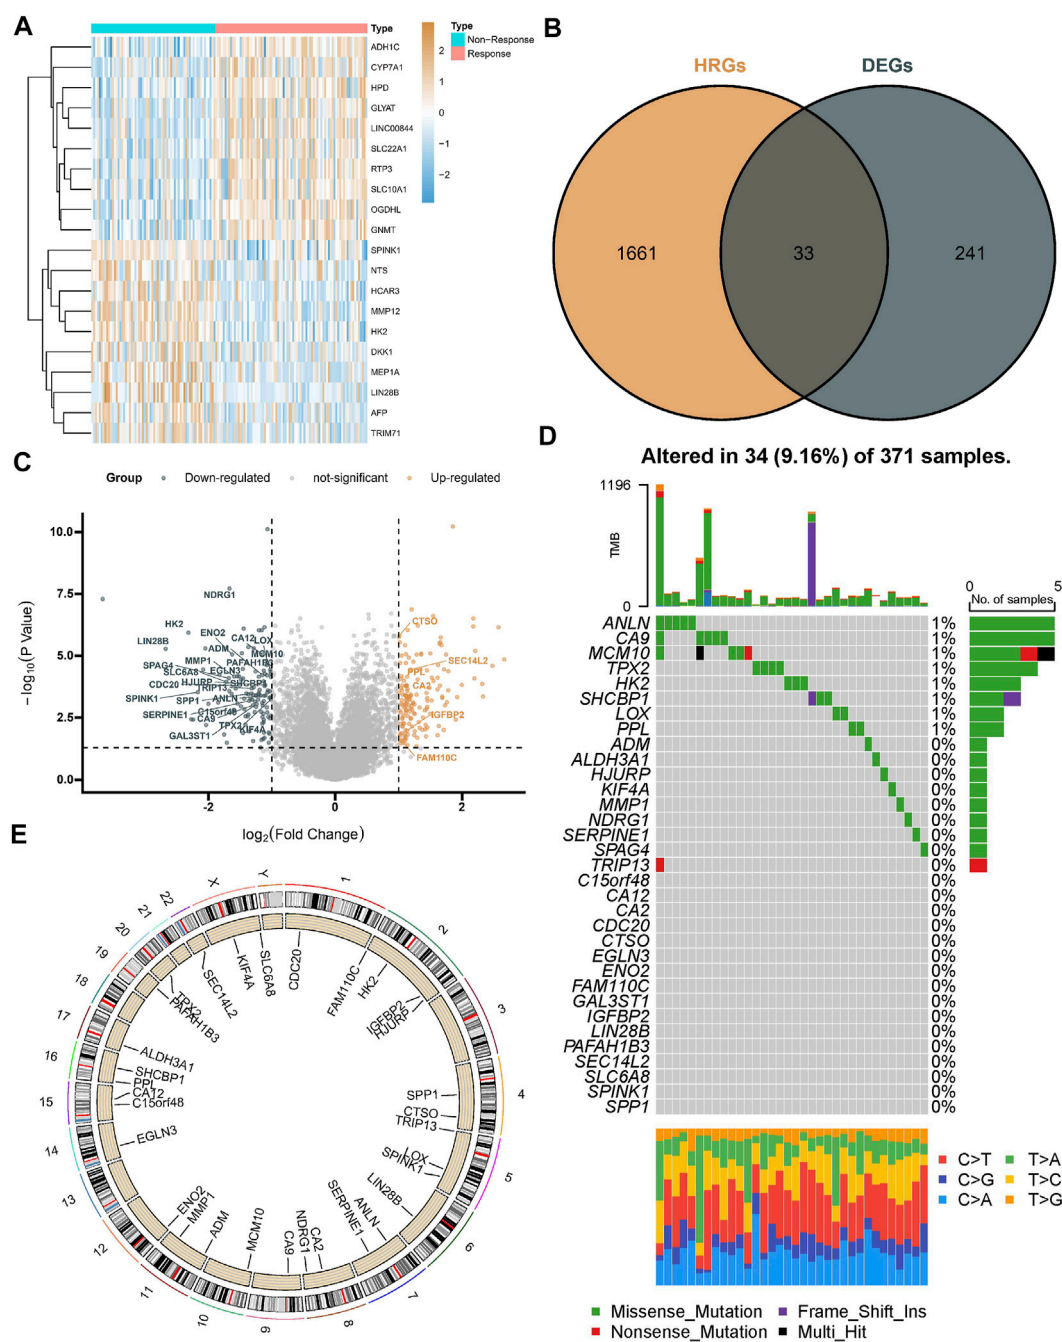 A
Type
Type
Non-Response
Response
2
1
0
−1
−2
ADH1C
CYP7A1
HPD
GLYAT
LINC00844
SLC22A1
RTP3
SLC10A1
OGDHL
GNMT
SPINK1
NTS
HCAR3
MMP12
HK2
DKK1
MEP1A
LIN28B
AFP
TRIM71
B
HRGs DEGs
1661 33 241
C
Group Down-regulated not-significant Up-regulated
10.0
7.5
5.0
2.5
0.0
−log10(P Value)
-2 0 2
log2(Fold Change)
NDRG1
HK2
ENO2
CA12
LOX
LIN28B
ADM
MCM10
MMP1
PAFAH1B3
SPAG4
EGLN3
SLC6A8
HJURP
SHCBP1
CDC20
TRIP13
SPINK1
SPP1
ANLN
C15orf48
SERPINE1
CA9
TPX2
KIF4A
GAL3ST1
CTSO
SEC14L2
PPL
CA2
IGFBP2
FAM110C
D
Altered in 34 (9.16%) of 371 samples.
1196
TMB
0
0 5
No. of samples
ANLN 1%
CA9 1%
MCM10 1%
TPX2 1%
HK2 1%
SHCBP1 1%
LOX 1%
PPL 1%
ADM 0%
ALDH3A1 0%
HJURP 0%
KIF4A 0%
MMP1 0%
NDRG1 0%
SERPINE1 0%
SPAG4 0%
TRIP13 0%
C15orf48 0%
CA12 0%
CA2 0%
CDC20 0%
CTSO 0%
EGLN3 0%
ENO2 0%
FAM110C 0%
GAL3ST1 0%
IGFBP2 0%
LIN28B 0%
PAFAH1B3 0%
SEC14L2 0%
SLC6A8 0%
SPINK1 0%
SPP1 0%
C>T T>A
C>G T>C
C>A T>G
Missense_Mutation Frame_Shift_Ins
Nonsense_Mutation Multi_Hit
E
1
2
3
4
5
6
7
8
9
10
11
12
13
14
15
16
17
18
19
20
21
22
X
Y
CDC20
FAM110C
HK2
IGFBP2
HJURP
SPP1
CTSO
TRIP13
LOX
SPINK1
LIN28B
ANLN
SERPINE1
CA2
NDRG1
CA9
MCM10
ADM
MMP1
ENO2
EGLN3
C15orf48
CA12
PPL
SHCBP1
ALDH3A1
PAFAH1B3
TPX2
SEC14L2
KIF4A
SLC6A8